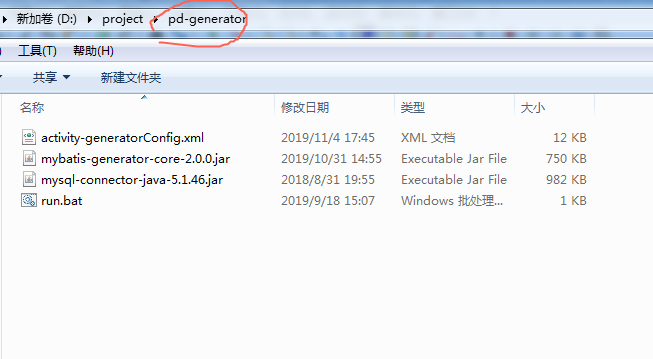 新加卷 (D:) project pd-generator
工具(T) 帮助(H)
共享 新建文件夹
名称 修改日期 类型 大小
activity-generatorConfig.xml 2019/11/4 17:45 XML 文档 12 KB
mybatis-generator-core-2.0.0.jar 2019/10/31 14:55 Executable Jar File 750 KB
mysql-connector-java-5.1.46.jar 2018/8/31 19:55 Executable Jar File 982 KB
run.bat 2019/9/18 15:07 Windows 批处理... 1 KB